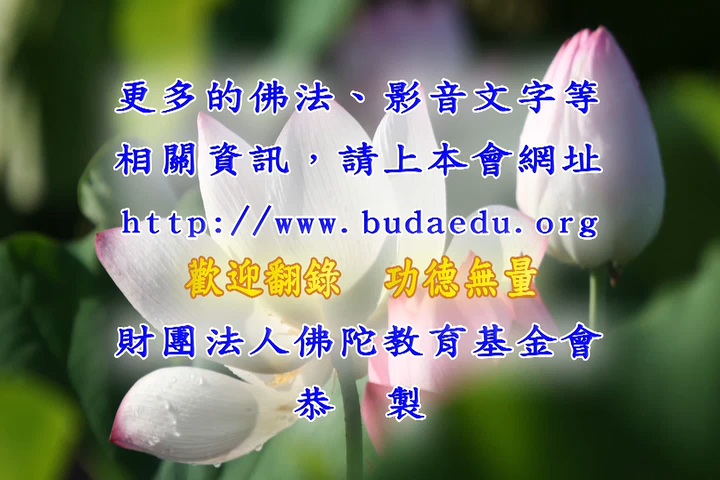 更多的佛法、影音文字等
相關資訊，請上本會網址
http://www.budaedu.org
歡迎翻錄　功德無量
財團法人佛陀教育基金會
恭　製